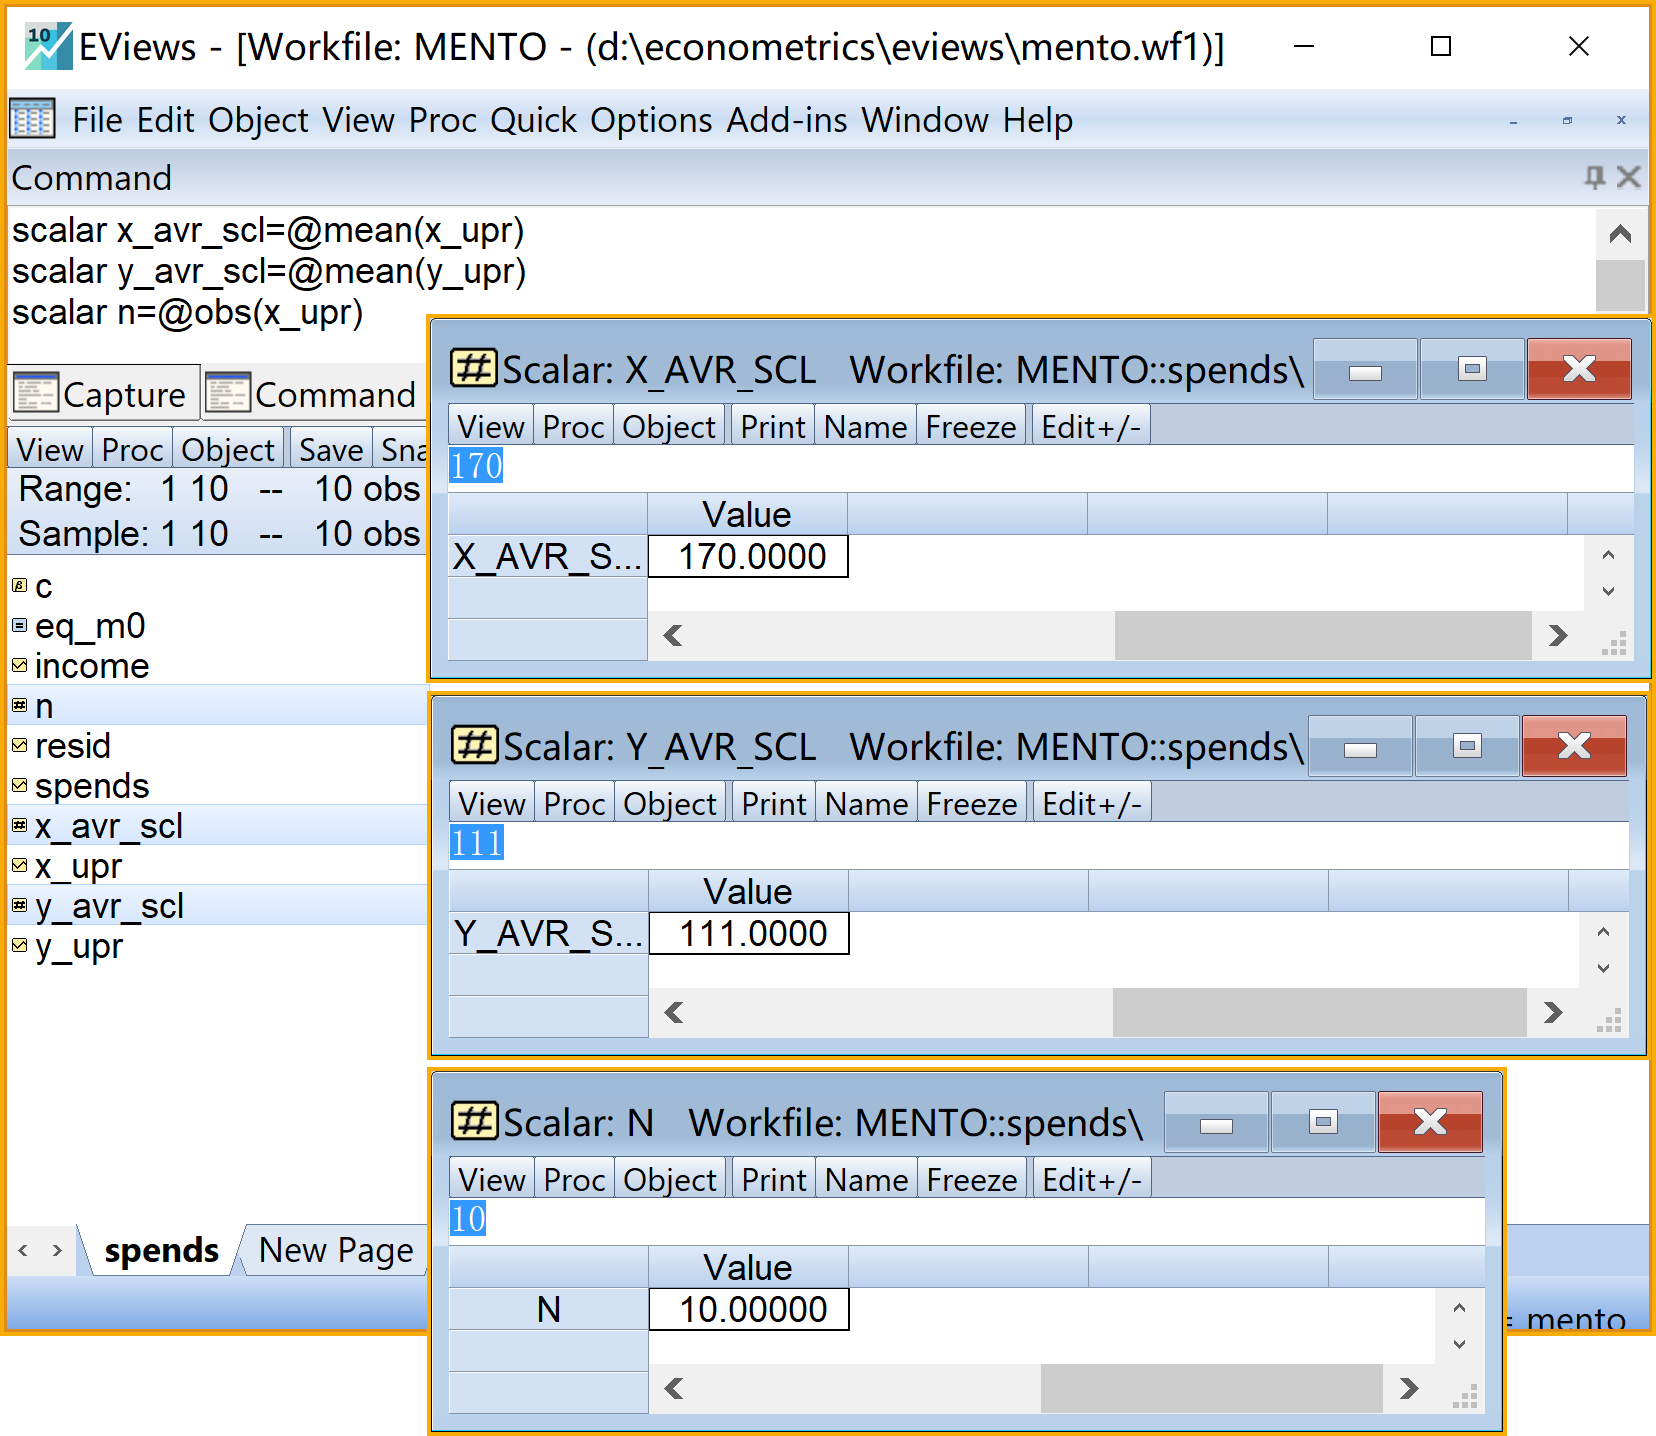 10
EViews - [Workfile: MENTO - (d:\econometrics\eviews\mento.wf1)]
File Edit Object View Proc Quick Options Add-ins Window Help
Command
scalar x_avr_scl=@mean(x_upr)
scalar y_avr_scl=@mean(y_upr)
scalar n=@obs(x_upr)
Capture Command
View Proc Object Save
Range: 1 10 -- 10 obs
Sample: 1 10 -- 10 obs
β c
= eq_m0
income
# n
resid
spends
# x_avr_scl
x_upr
# y_avr_scl
y_upr
spends New Page
# Scalar: X_AVR_SCL Workfile: MENTO::spends\
View Proc Object Print Name Freeze Edit+/-
170
Value
X_AVR_S... 170.0000
# Scalar: Y_AVR_SCL Workfile: MENTO::spends\
View Proc Object Print Name Freeze Edit+/-
111
Value
Y_AVR_S... 111.0000
# Scalar: N Workfile: MENTO::spends\
View Proc Object Print Name Freeze Edit+/-
10
Value
N 10.00000
= mento